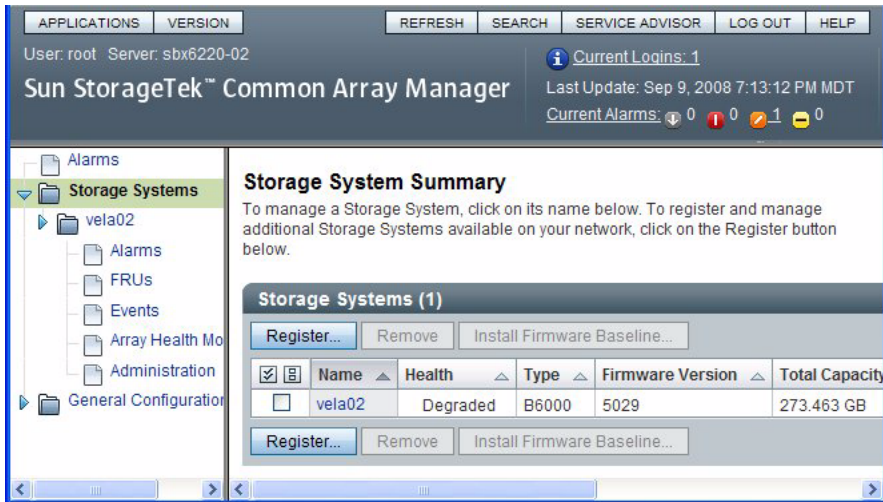 APPLICATIONS VERSION REFRESH SEARCH SERVICE ADVISOR LOG OUT HELP
User: root Server: sbx6220-02
Current Logins: 1
Sun StorageTek™ Common Array Manager
Last Update: Sep 9, 2008 7:13:12 PM MDT
Current Alarms: 0 0 1 0
Alarms
Storage Systems
vela02
Alarms
FRUs
Events
Array Health Mo
Administration
General Configuration
Storage System Summary
To manage a Storage System, click on its name below. To register and manage
additional Storage Systems available on your network, click on the Register button
below.
Storage Systems (1)
Register... Remove Install Firmware Baseline...
Name Health Type Firmware Version Total Capacity
vela02 Degraded B6000 5029 273.463 GB
Register... Remove Install Firmware Baseline...